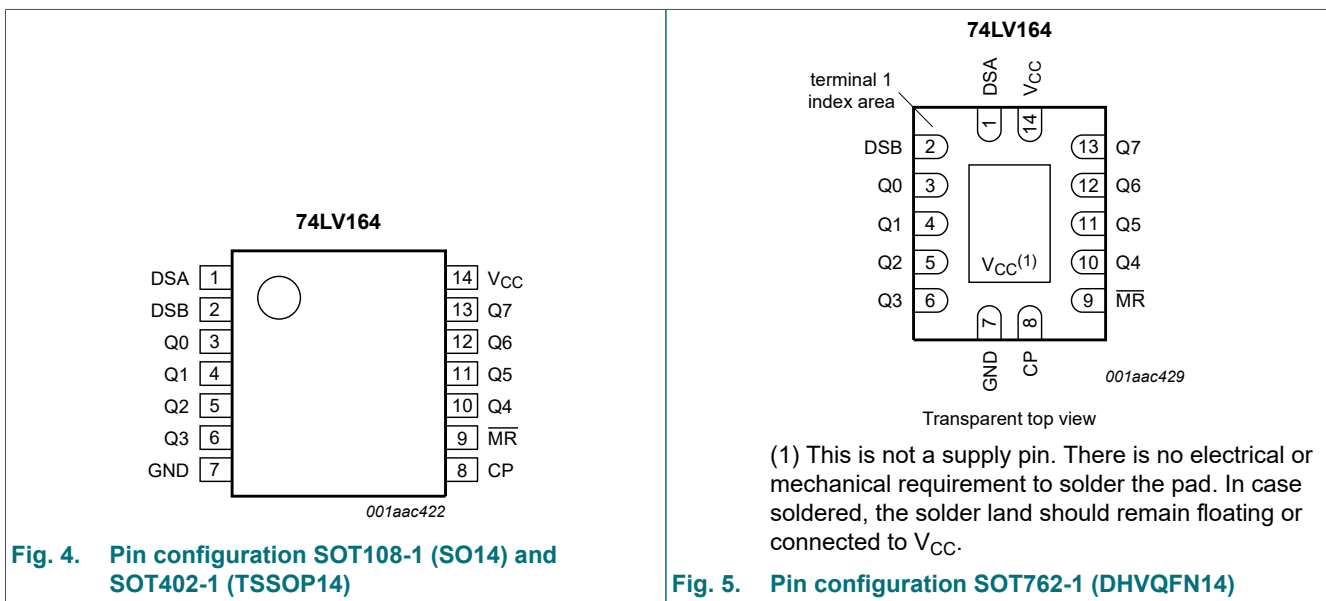 74LV164
DSA 1
DSB 2
Q0 3
Q1 4
Q2 5
Q3 6
GND 7
14 VCC
13 Q7
12 Q6
11 Q5
10 Q4
9 M̅R̅
8 CP
001aac422
Fig. 4. Pin configuration SOT108-1 (SO14) and
SOT402-1 (TSSOP14)
74LV164
terminal 1
index area
DSA
VCC
1
14
DSB 2
Q0 3
Q1 4
Q2 5
Q3 6
13 Q7
12 Q6
11 Q5
10 Q4
9 M̅R̅
VCC(1)
7
8
GND
CP
001aac429
Transparent top view
(1) This is not a supply pin. There is no electrical or
mechanical requirement to solder the pad. In case
soldered, the solder land should remain floating or
connected to VCC.
Fig. 5. Pin configuration SOT762-1 (DHVQFN14)